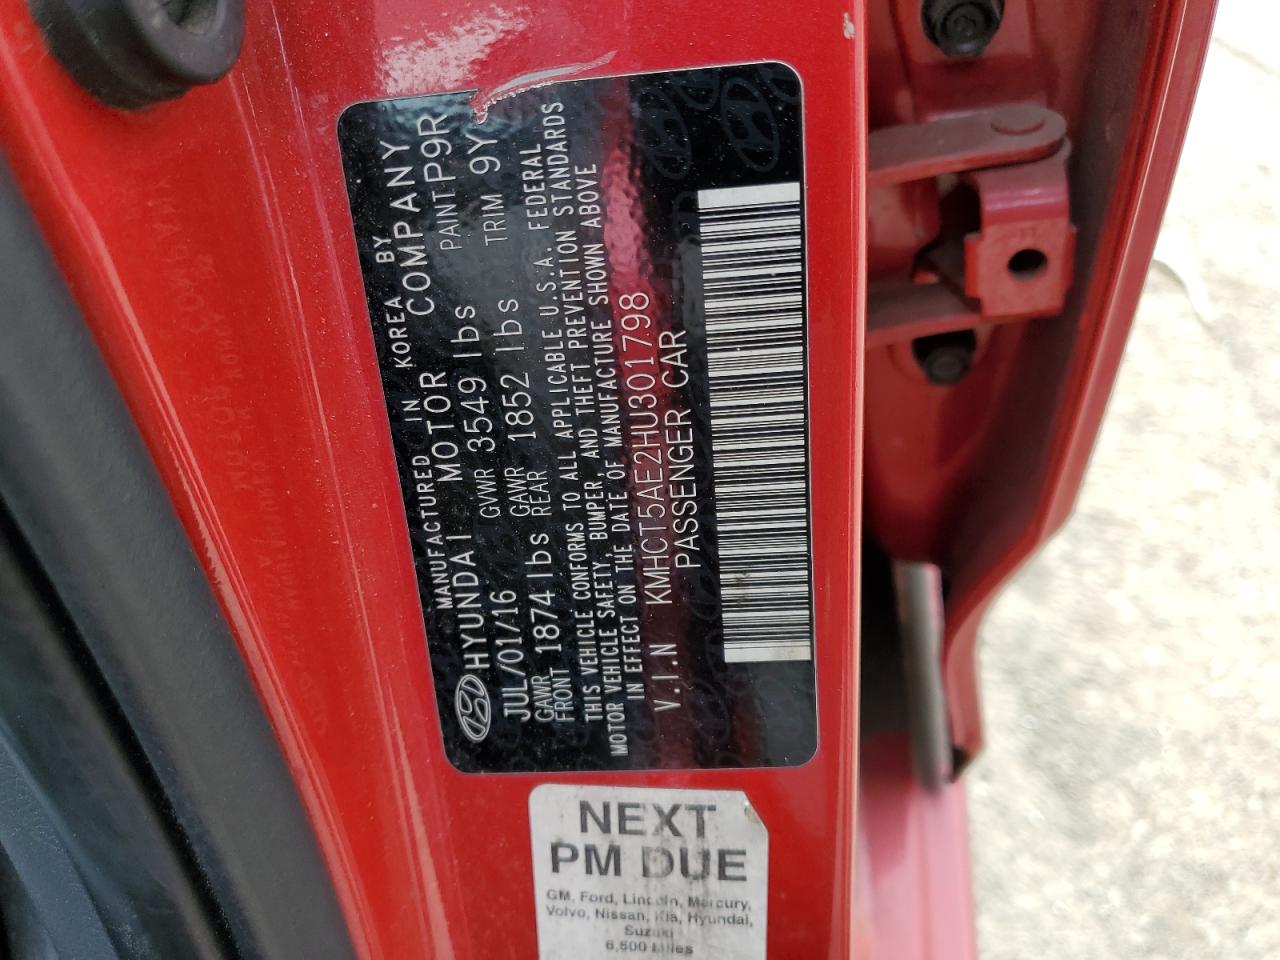 MANUFACTURED IN KOREA BY
HYUNDAI MOTOR COMPANY
JUL/01/16 GVWR 3549 lbs PAINT P9R
GAWR FRONT 1874 lbs GAWR REAR 1852 lbs TRIM 9Y
THIS VEHICLE CONFORMS TO ALL APPLICABLE U.S.A. FEDERAL
MOTOR VEHICLE SAFETY, BUMPER, AND THEFT PREVENTION STANDARDS
IN EFFECT ON THE DATE OF MANUFACTURE SHOWN ABOVE
V.I.N KMHCT5AE2HU301798
PASSENGER CAR
NEXT
PM DUE
GM, Ford, Lincoln, Mercury,
Volvo, Nissan, Kia, Hyundai,
Suzuki
6,500 Miles